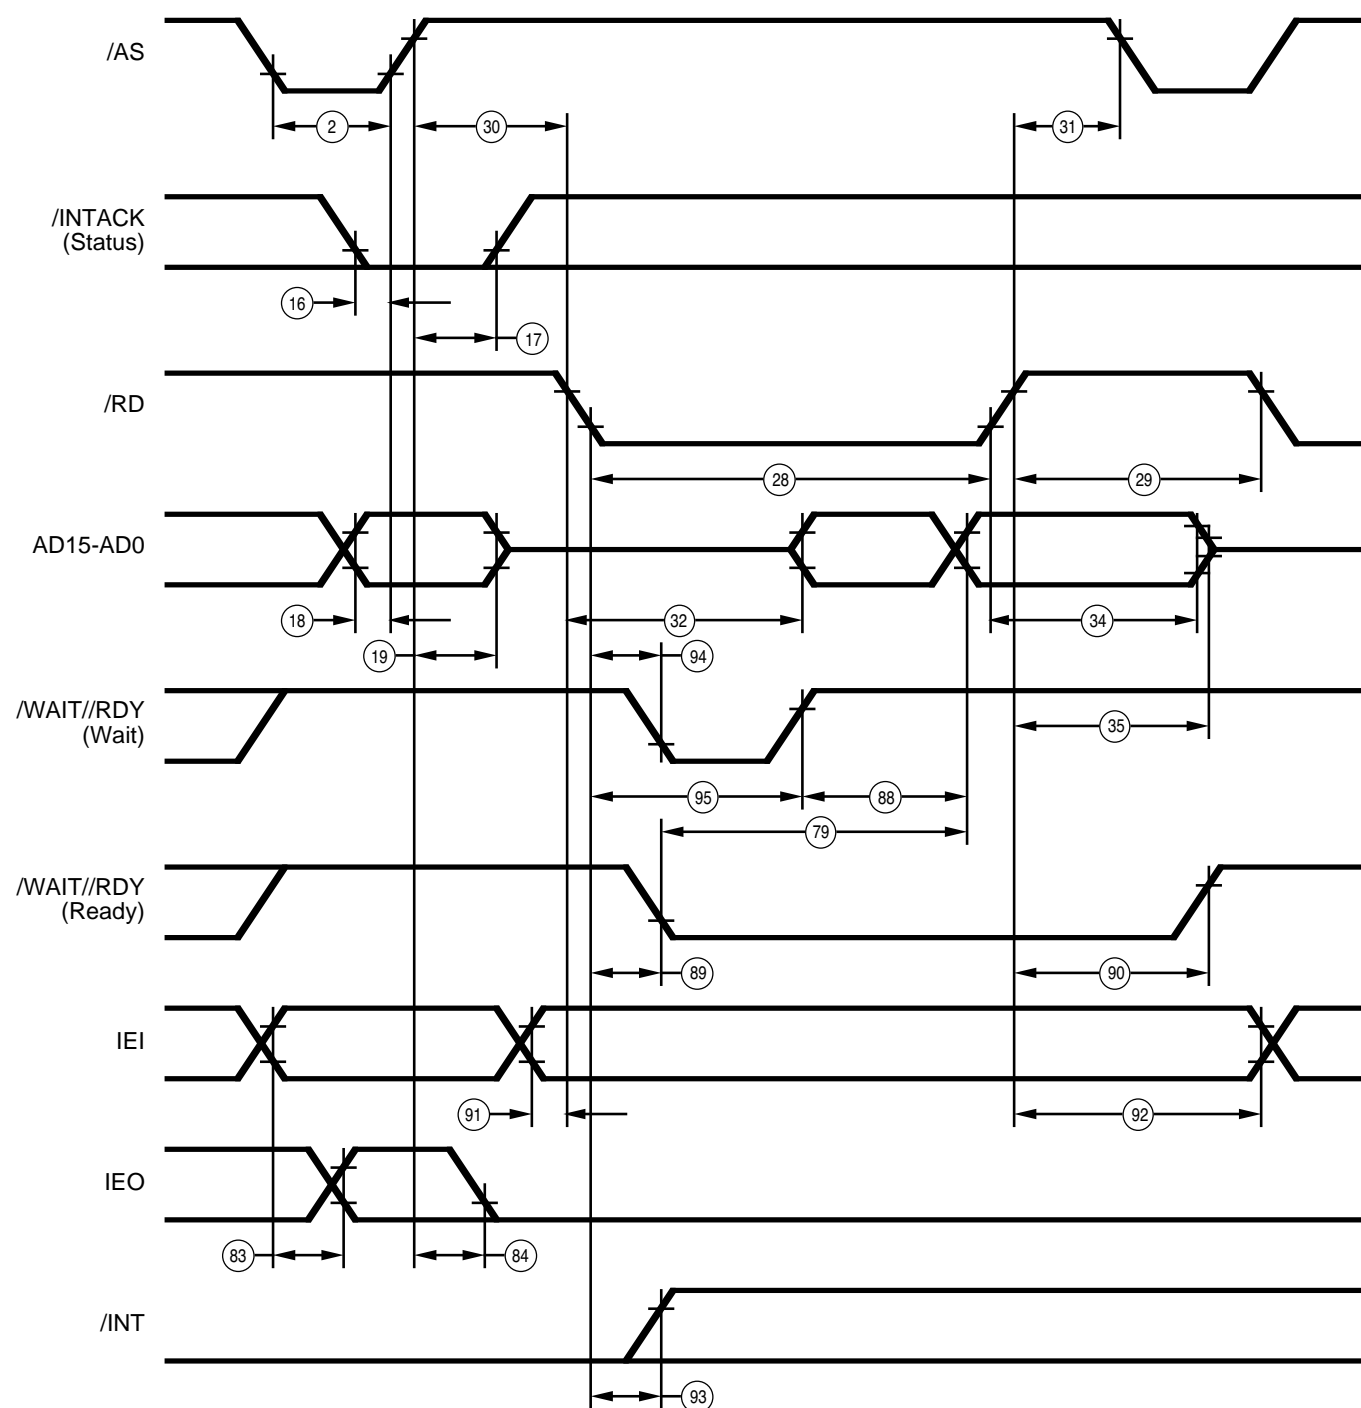 /AS
2
30
31
/INTACK
(Status)
16
17
/RD
28
29
AD15-AD0
18
32
34
19
94
/WAIT//RDY
(Wait)
35
95
88
79
/WAIT//RDY
(Ready)
89
90
IEI
91
92
IEO
83
84
/INT
93